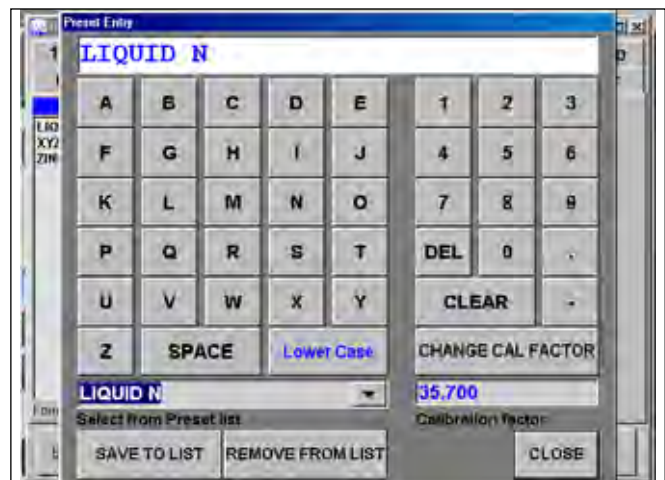 Preset Entry
LIQUID N
A B C D E 1 2 3
F G H I J 4 5 6
K L M N O 7 8 9
P Q R S T DEL 0 .
U V W X Y CLEAR -
Z SPACE Lower Case CHANGE CAL FACTOR
LIQUID N 35.700
Select from Preset list Calibration factor
SAVE TO LIST REMOVE FROM LIST CLOSE